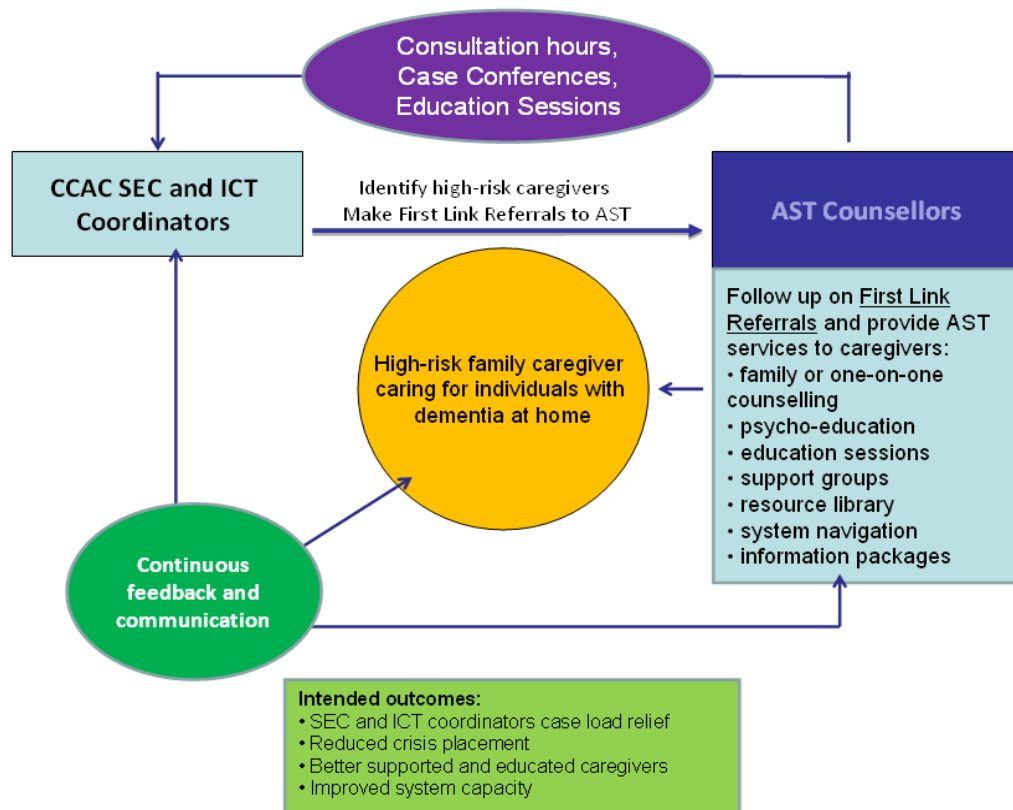 Consultation hours,
Case Conferences,
Education Sessions
CCAC SEC and ICT
Coordinators
Identify high-risk caregivers
Make First Link Referrals to AST
AST Counsellors
Follow up on First Link
Referrals and provide AST
services to caregivers:
• family or one-on-one
counselling
• psycho-education
• education sessions
• support groups
• resource library
• system navigation
• information packages
High-risk family caregiver
caring for individuals with
dementia at home
Continuous
feedback and
communication
Intended outcomes:
• SEC and ICT coordinators case load relief
• Reduced crisis placement
• Better supported and educated caregivers
• Improved system capacity